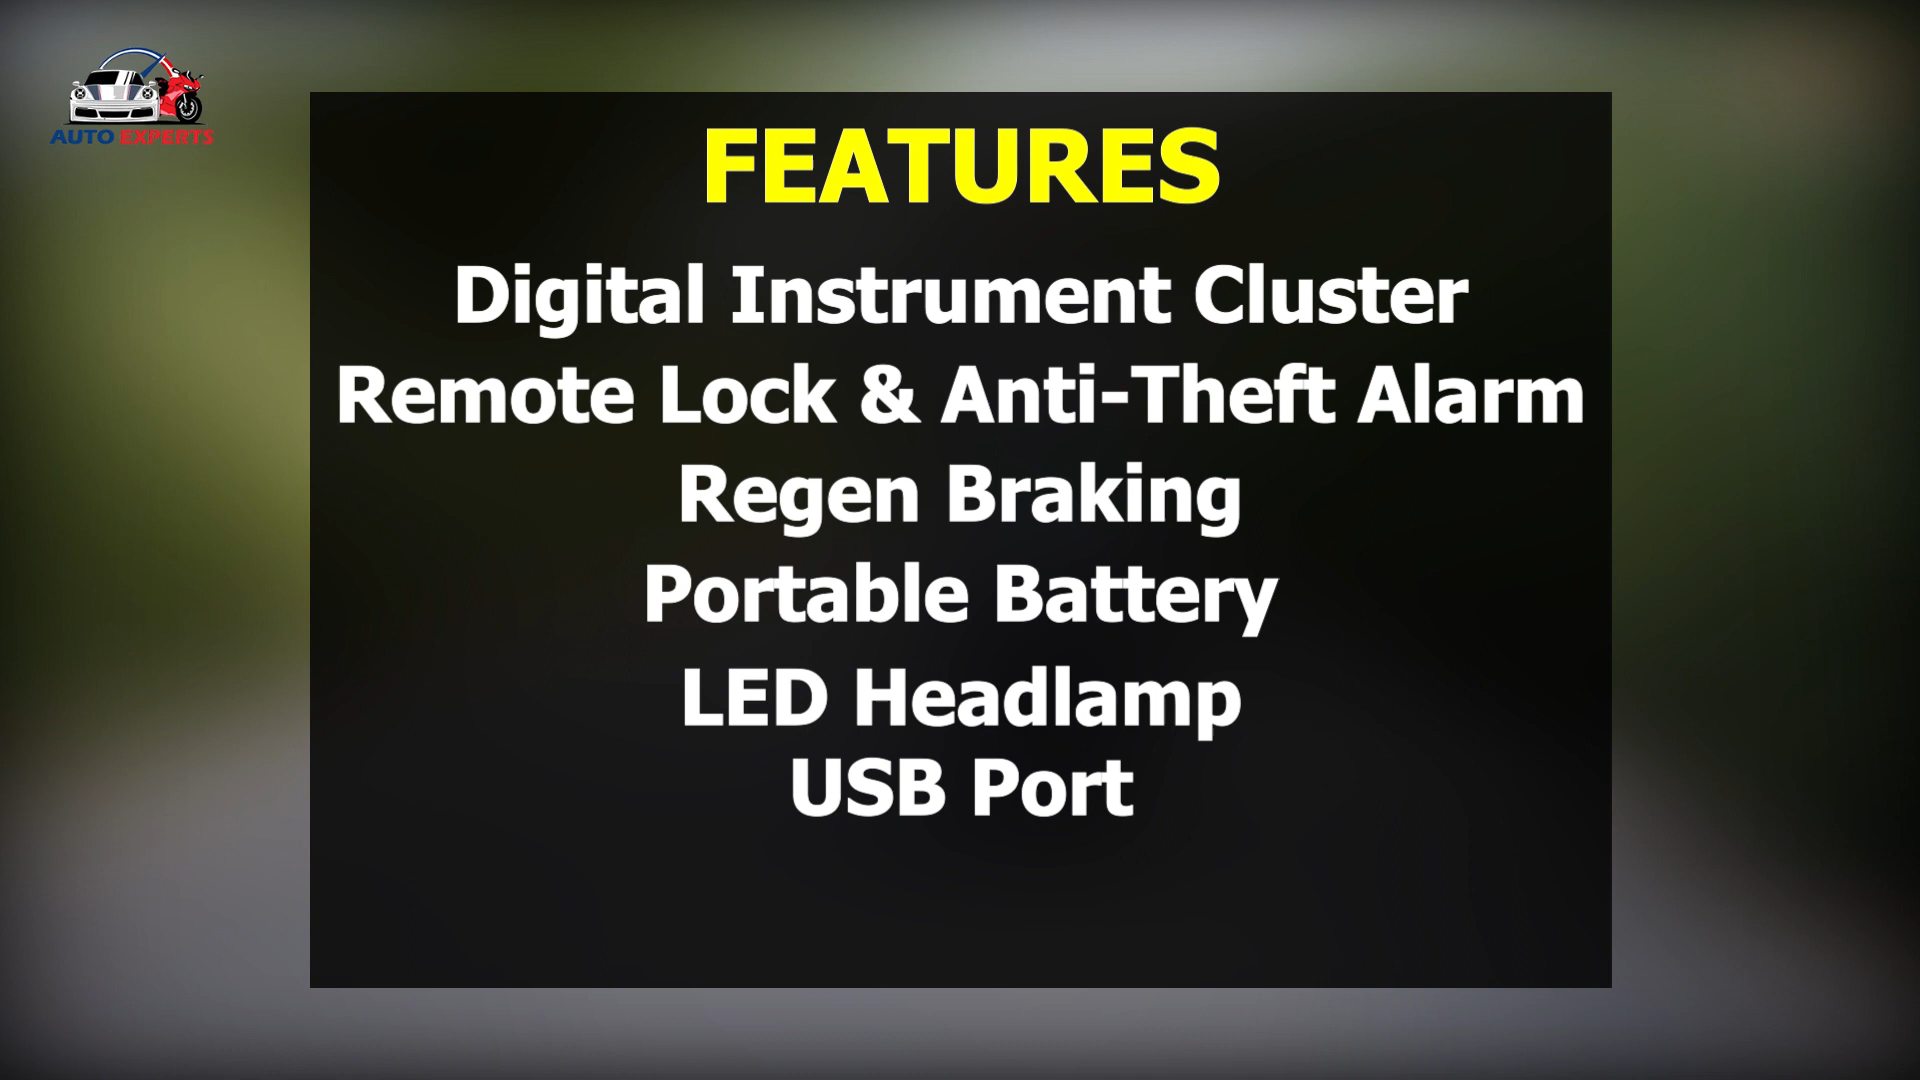 AUTO EXPERTS
FEATURES
Digital Instrument Cluster
Remote Lock & Anti-Theft Alarm
Regen Braking
Portable Battery
LED Headlamp
USB Port